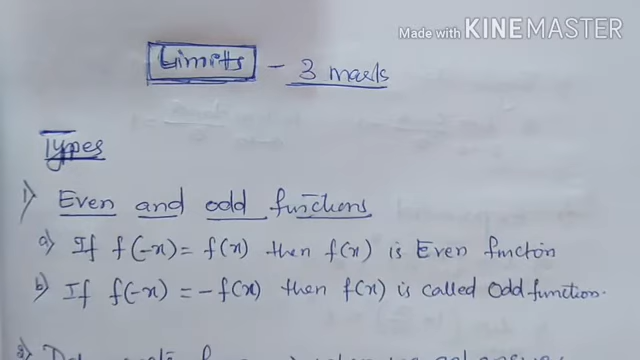 Made with KINEMASTER
Limits - 3 marks
Types
1) Even and odd functions
a) If f(-x) = f(x) then f(x) is Even function
b) If f(-x) = -f(x) then f(x) is called Odd function.